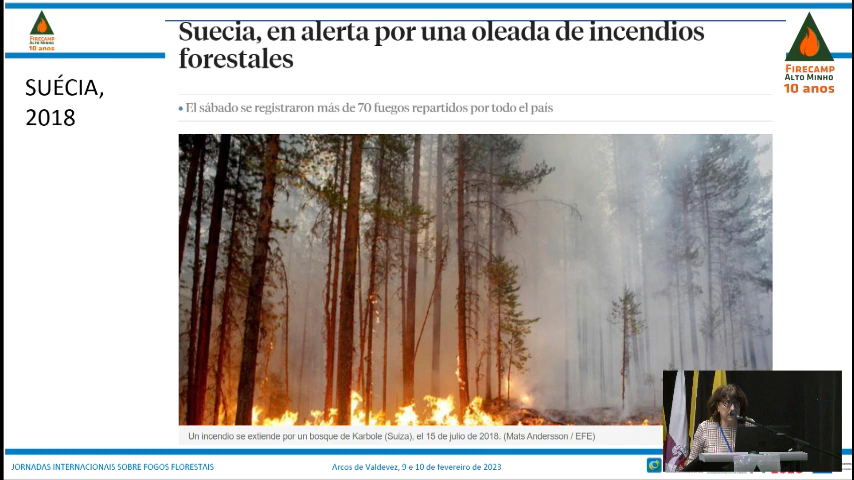 FIRECAMP
ALTO MINHO
10 anos
Suecia, en alerta por una oleada de incendios
forestales
FIRECAMP
ALTO MINHO
10 anos
SUÉCIA,
2018
• El sábado se registraron más de 70 fuegos repartidos por todo el país
Un incendio se extiende por un bosque de Karbole (Suiza), el 15 de julio de 2018. (Mats Andersson / EFE)
JORNADAS INTERNACIONAIS SOBRE FOGOS FLORESTAIS
Arcos de Valdevez, 9 e 10 de fevereiro de 2023